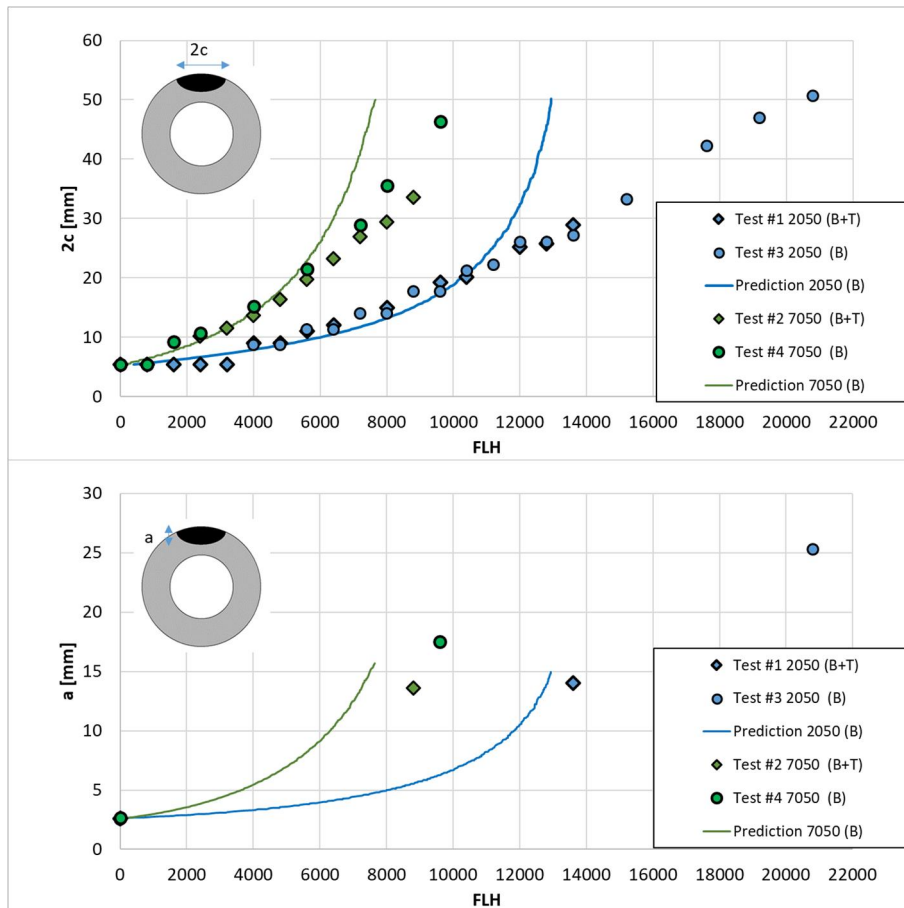 60
50
40
30
20
10
0
2c [mm]
2c
0 2000 4000 6000 8000 10000 12000 14000 16000 18000 20000 22000
FLH
Test #1 2050 (B+T)
Test #3 2050 (B)
Prediction 2050 (B)
Test #2 7050 (B+T)
Test #4 7050 (B)
Prediction 7050 (B)
30
25
20
15
10
5
0
a [mm]
a
0 2000 4000 6000 8000 10000 12000 14000 16000 18000 20000 22000
FLH
Test #1 2050 (B+T)
Test #3 2050 (B)
Prediction 2050 (B)
Test #2 7050 (B+T)
Test #4 7050 (B)
Prediction 7050 (B)